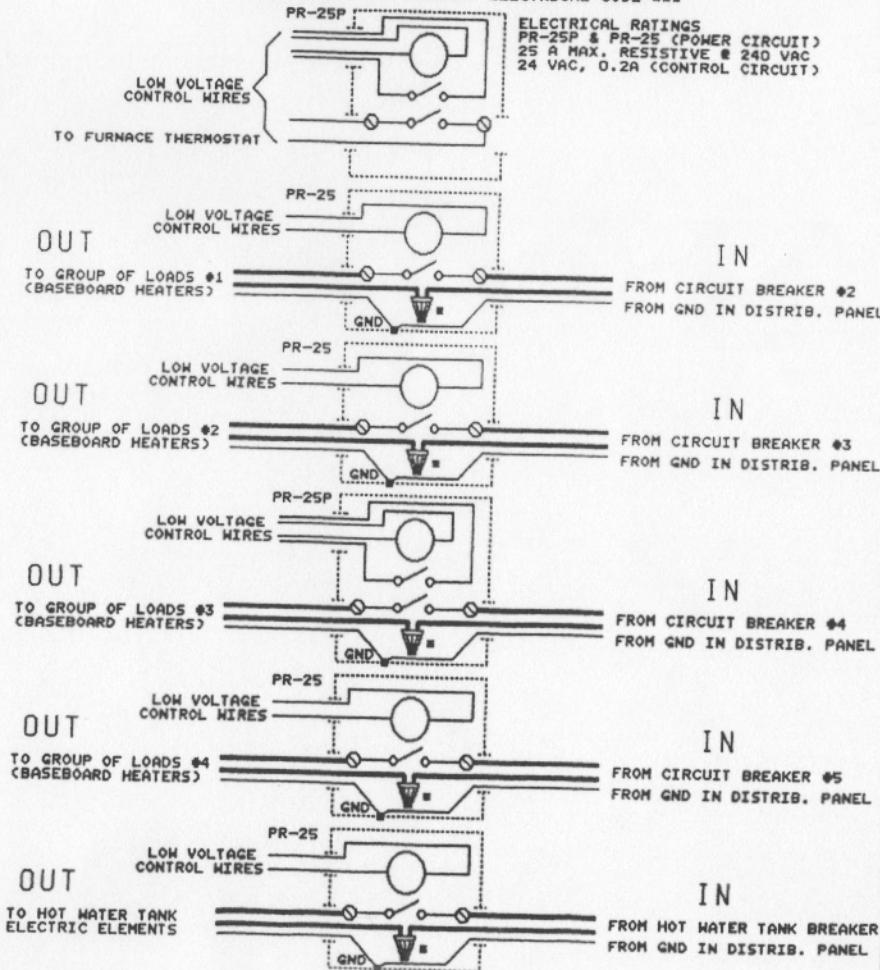 PR-25P
ELECTRICAL RATINGS
PR-25P & PR-25 (POWER CIRCUIT)
25 A MAX. RESISTIVE @ 240 VAC
24 VAC, 0.2A (CONTROL CIRCUIT)
LOW VOLTAGE
CONTROL WIRES
TO FURNACE THERMOSTAT
PR-25
LOW VOLTAGE
CONTROL WIRES
OUT
IN
TO GROUP OF LOADS #1
(BASEBOARD HEATERS)
FROM CIRCUIT BREAKER #2
FROM GND IN DISTRIB. PANEL
GND
PR-25
LOW VOLTAGE
CONTROL WIRES
OUT
IN
TO GROUP OF LOADS #2
(BASEBOARD HEATERS)
FROM CIRCUIT BREAKER #3
FROM GND IN DISTRIB. PANEL
GND
PR-25P
LOW VOLTAGE
CONTROL WIRES
OUT
IN
TO GROUP OF LOADS #3
(BASEBOARD HEATERS)
FROM CIRCUIT BREAKER #4
FROM GND IN DISTRIB. PANEL
GND
PR-25
LOW VOLTAGE
CONTROL WIRES
OUT
IN
TO GROUP OF LOADS #4
(BASEBOARD HEATERS)
FROM CIRCUIT BREAKER #5
FROM GND IN DISTRIB. PANEL
GND
PR-25
LOW VOLTAGE
CONTROL WIRES
OUT
IN
TO HOT WATER TANK
ELECTRIC ELEMENTS
FROM HOT WATER TANK BREAKER
FROM GND IN DISTRIB. PANEL
GND